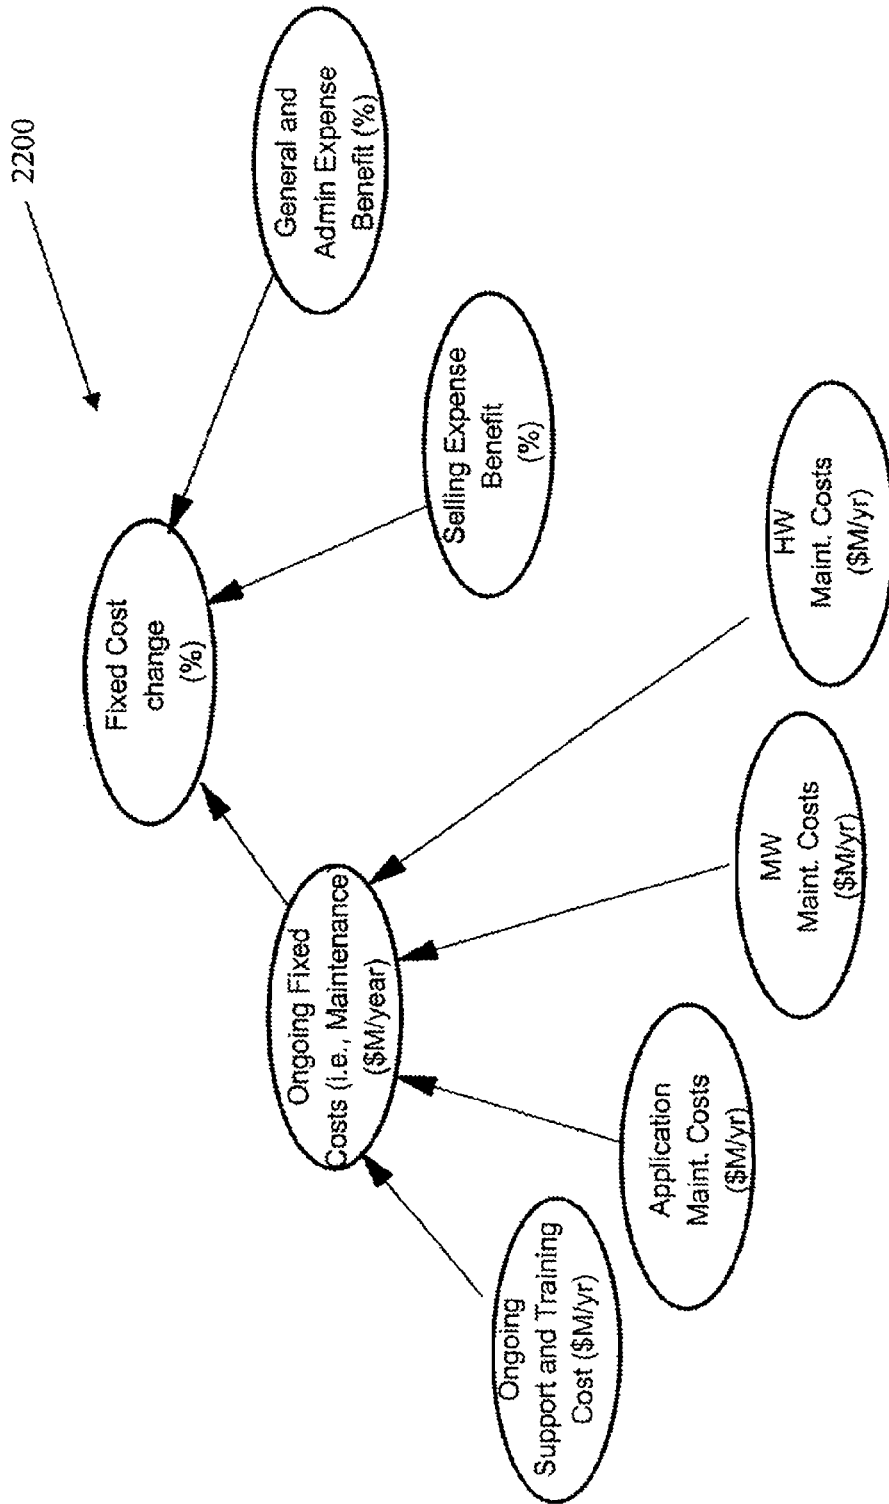 2200
Fixed Cost
change
(%)
General and
Admin Expense
Benefit (%)
Selling Expense
Benefit
(%)
Ongoing Fixed
Costs (i.e., Maintenance
($M/year)
Ongoing
Support and Training
Cost ($M/yr)
Application
Maint. Costs
($M/yr)
MW
Maint. Costs
($M/yr)
HW
Maint. Costs
($M/yr)